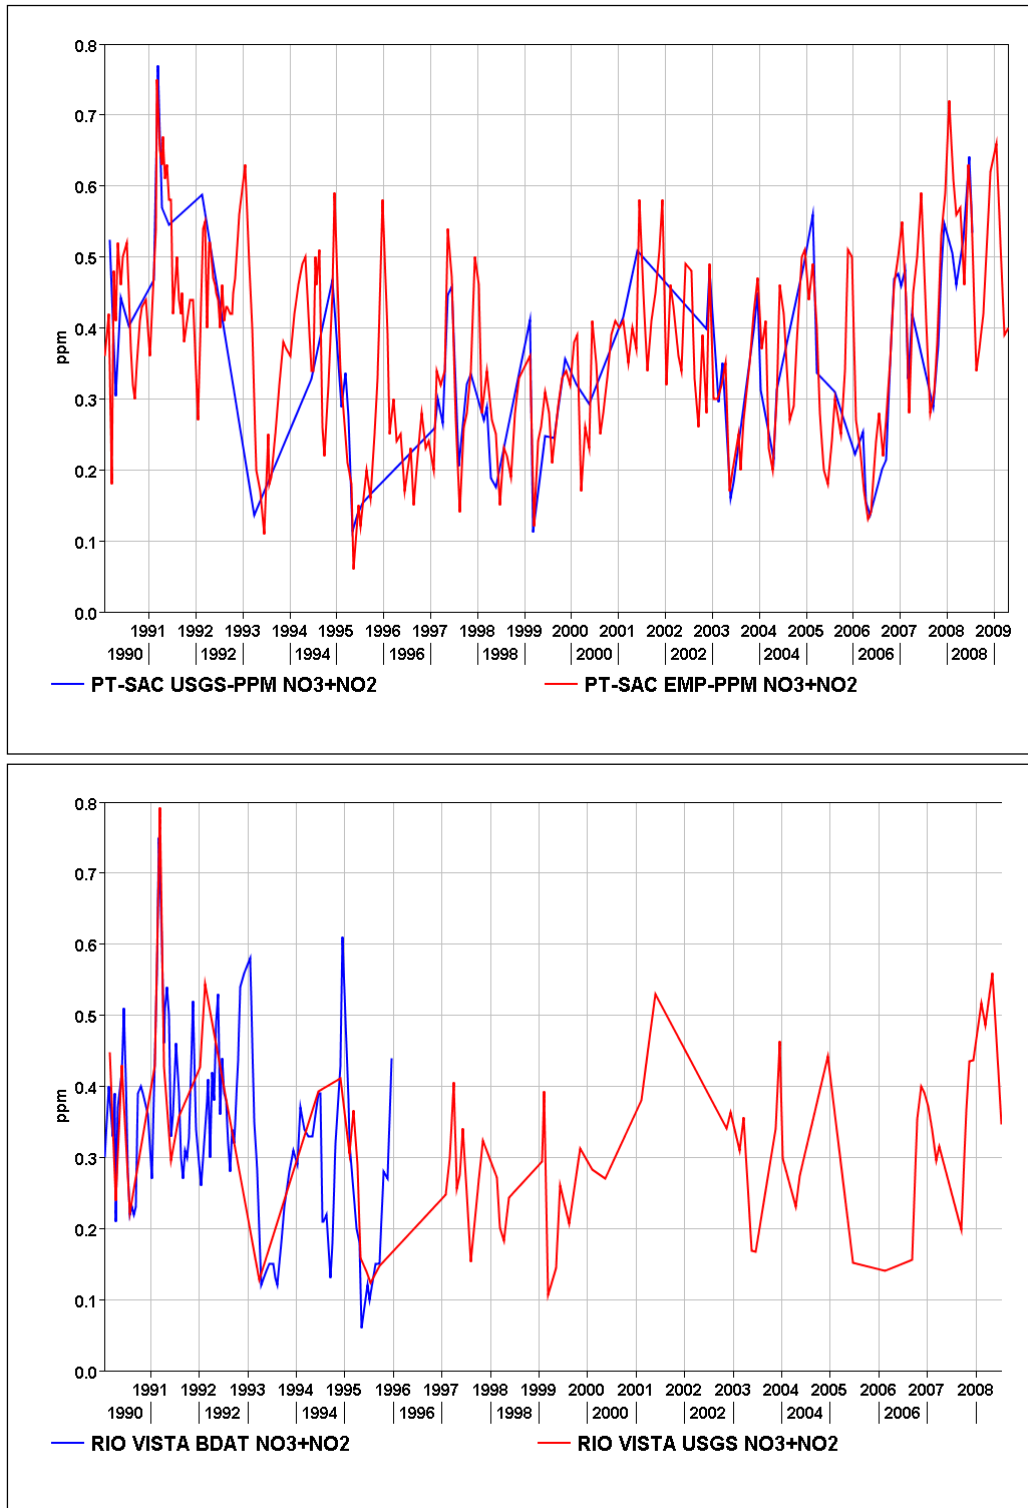 0.8
0.7
0.6
0.5
ppm
0.4
0.3
0.2
0.1
0.0
1991 1992 1993 1994 1995 1996 1997 1998 1999 2000 2001 2002 2003 2004 2005 2006 2007 2008 2009
1990 1992 1994 1996 1998 2000 2002 2004 2006 2008
PT-SAC USGS-PPM NO3+NO2 PT-SAC EMP-PPM NO3+NO2
0.8
0.7
0.6
0.5
ppm
0.4
0.3
0.2
0.1
0.0
1991 1992 1993 1994 1995 1996 1997 1998 1999 2000 2001 2002 2003 2004 2005 2006 2007 2008
1990 1992 1994 1996 1998 2000 2002 2004 2006
RIO VISTA BDAT NO3+NO2 RIO VISTA USGS NO3+NO2